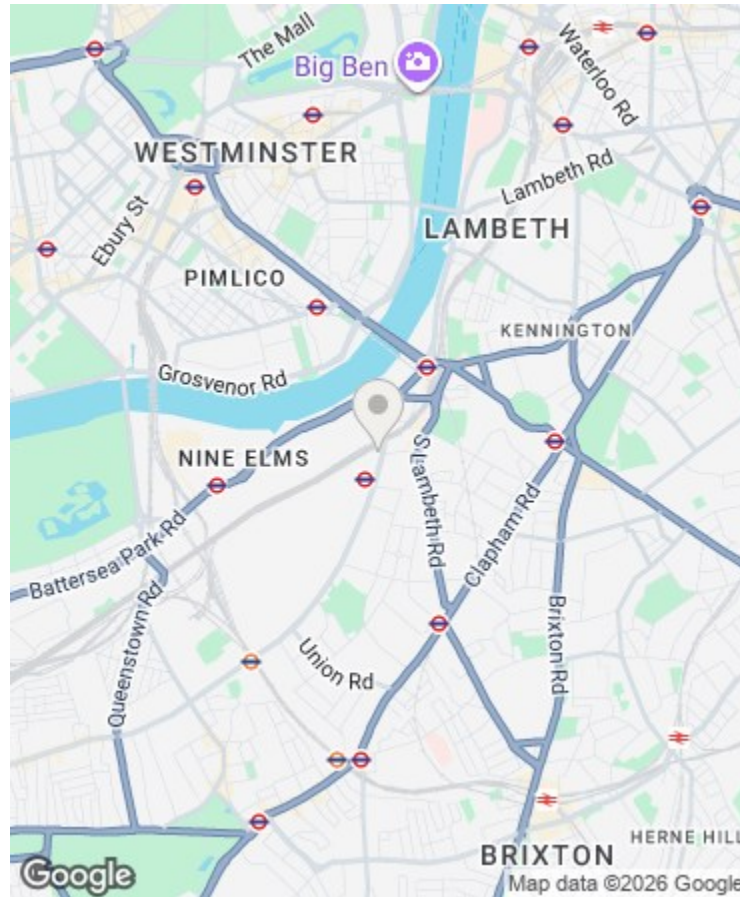 The Mall
Big Ben
Waterloo Rd
WESTMINSTER
Lambeth Rd
Ebury St
LAMBETH
PIMLICO
KENNINGTON
Grosvenor Rd
NINE ELMS
S Lambeth Rd
Clapham Rd
Battersea Park Rd
Queenstown Rd
Brixton Rd
Union Rd
HERNE HILL
BRIXTON
Google
Map data ©2026 Google